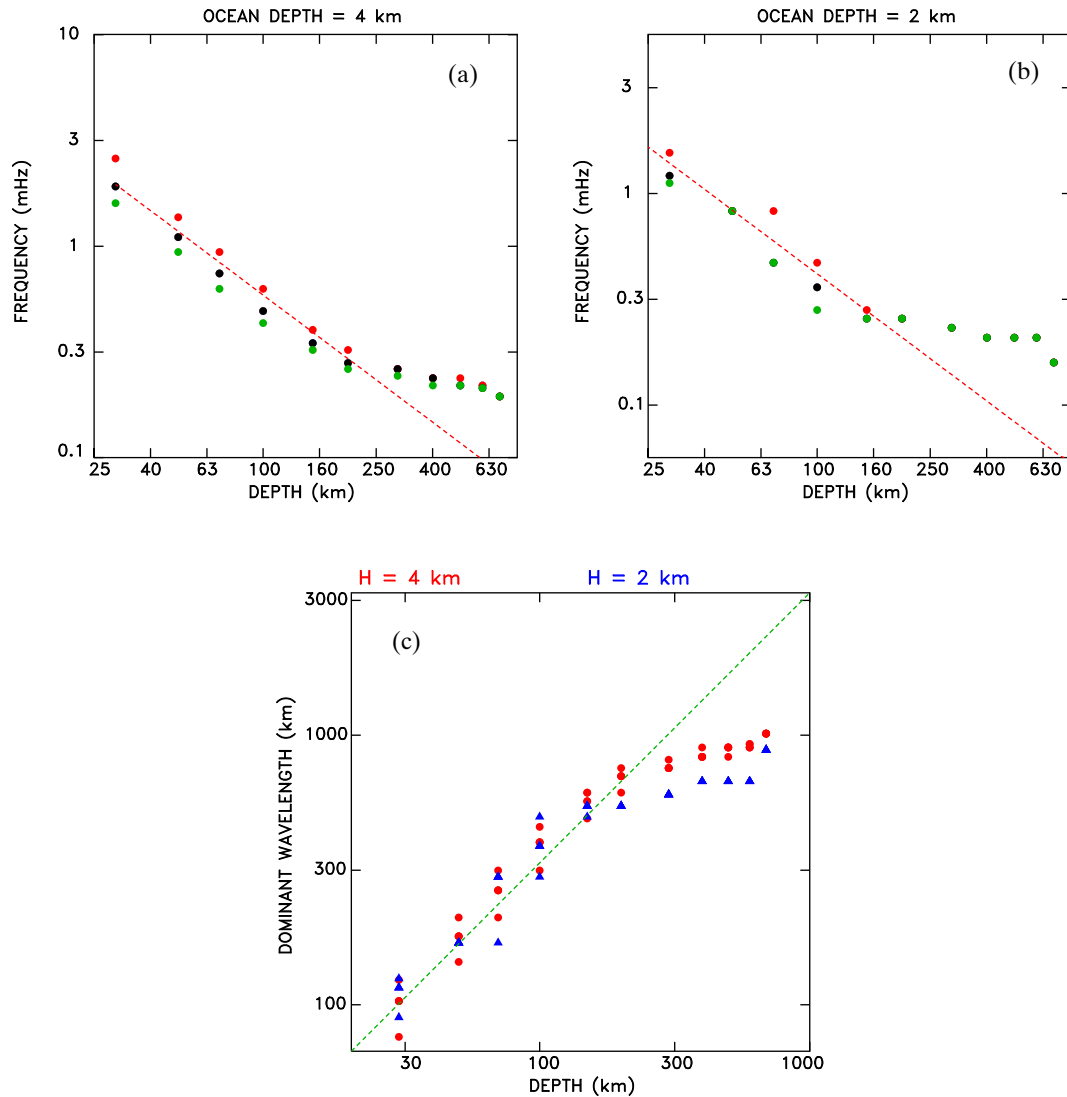 OCEAN DEPTH = 4 km
(a)
10
3
1
0.3
0.1
FREQUENCY (mHz)
25 40 63 100 160 250 400 630
DEPTH (km)
OCEAN DEPTH = 2 km
(b)
3
1
0.3
0.1
FREQUENCY (mHz)
25 40 63 100 160 250 400 630
DEPTH (km)
H = 4 km H = 2 km
(c)
3000
1000
300
100
DOMINANT WAVELENGTH (km)
30 100 300 1000
DEPTH (km)